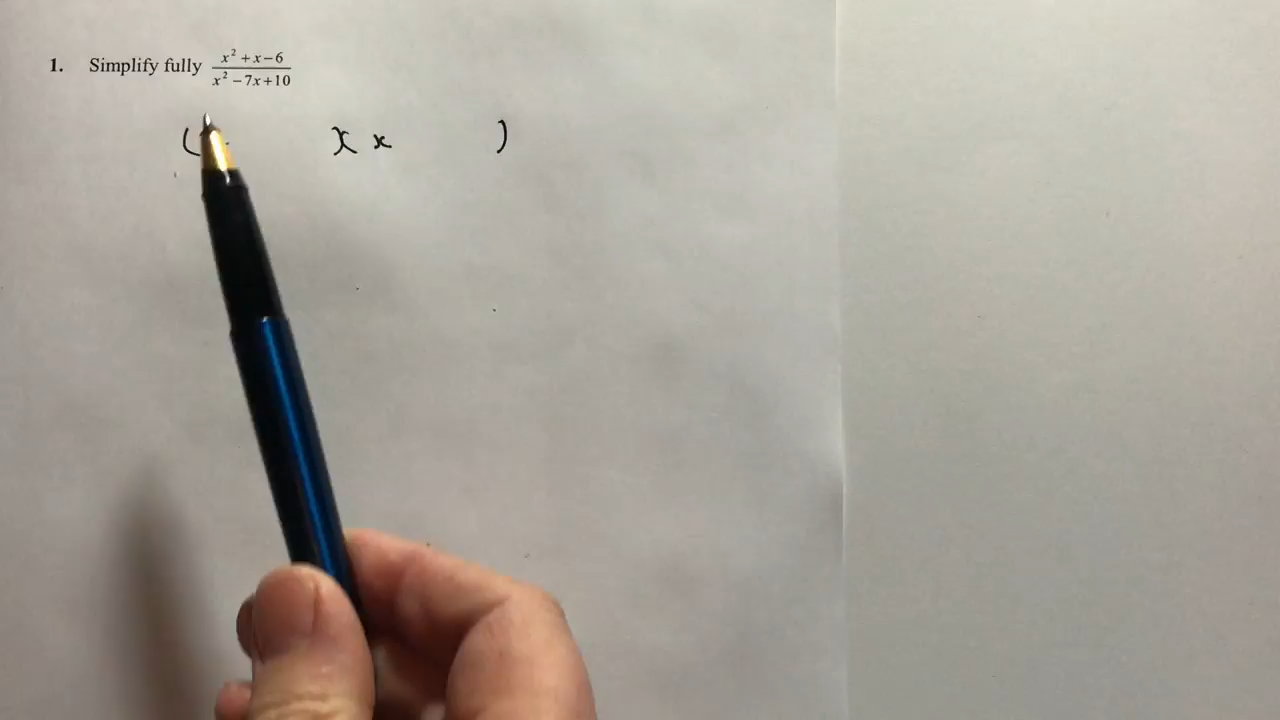 1. Simplify fully x² + x − 6 / x² − 7x + 10
( )( x )